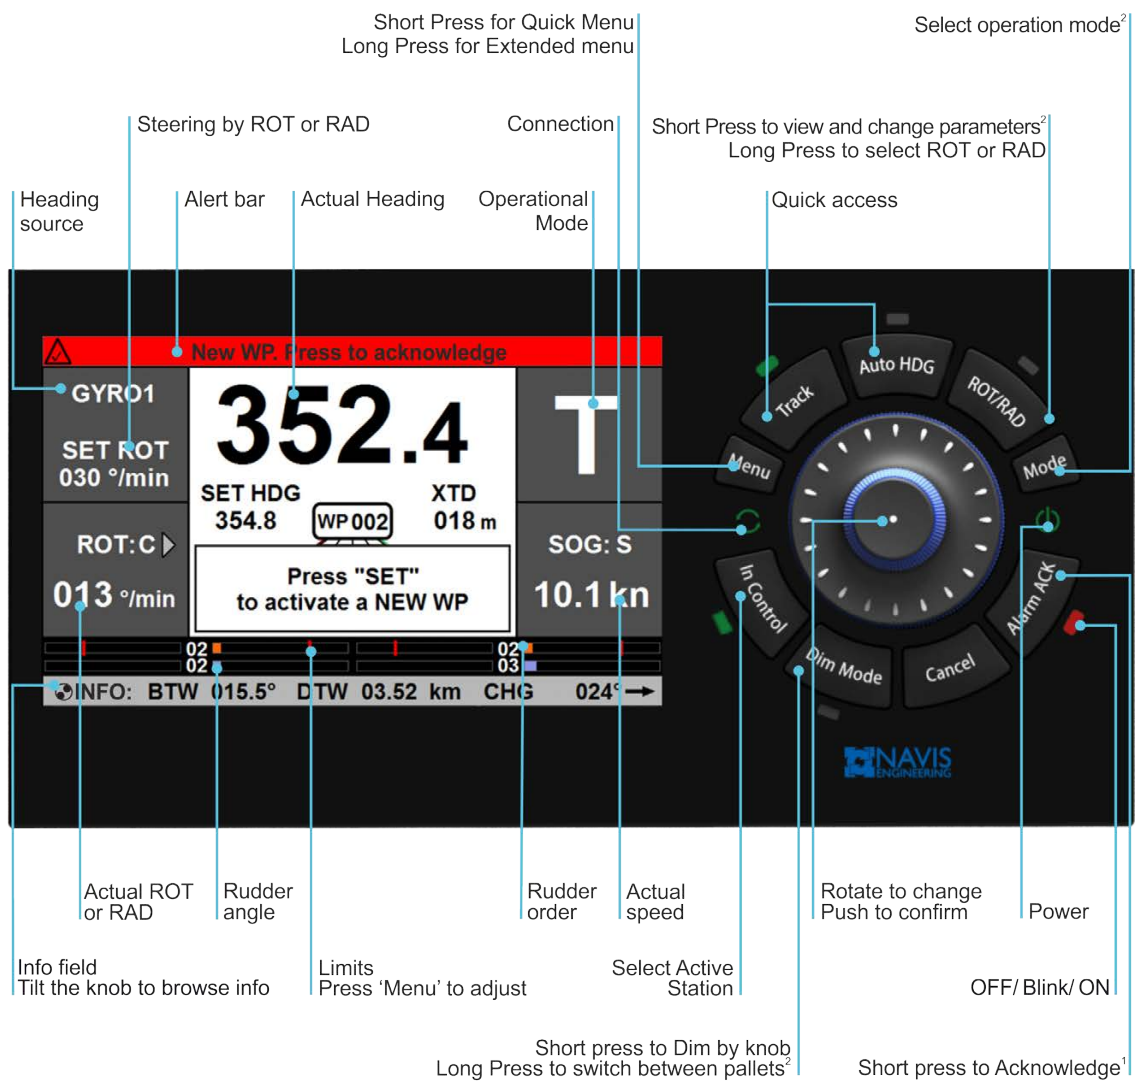 Short Press for Quick Menu
Long Press for Extended menu
Select operation mode2
Steering by ROT or RAD
Connection
Short Press to view and change parameters2
Long Press to select ROT or RAD
Heading
source
Alert bar
Actual Heading
Operational
Mode
Quick access
New WP. Press to acknowledge
GYRO1
SET ROT
030 °/min
352.4
SET HDG
354.8
XTD
018 m
WP 002
T
ROT: C
013 °/min
Press "SET"
to activate a NEW WP
SOG: S
10.1 kn
02
02
02
03
INFO: BTW 015.5° DTW 03.52 km CHG 024°→
Menu
Track
Auto HDG
ROT/RAD
Mode
In Control
Dim Mode
Cancel
Alarm ACK
NAVIS
ENGINEERING
Actual ROT
or RAD
Rudder
angle
Rudder
order
Actual
speed
Rotate to change
Push to confirm
Power
Info field
Tilt the knob to browse info
Limits
Press ‘Menu’ to adjust
Select Active
Station
OFF/ Blink/ ON
Short press to Dim by knob
Long Press to switch between pallets2
Short press to Acknowledge1